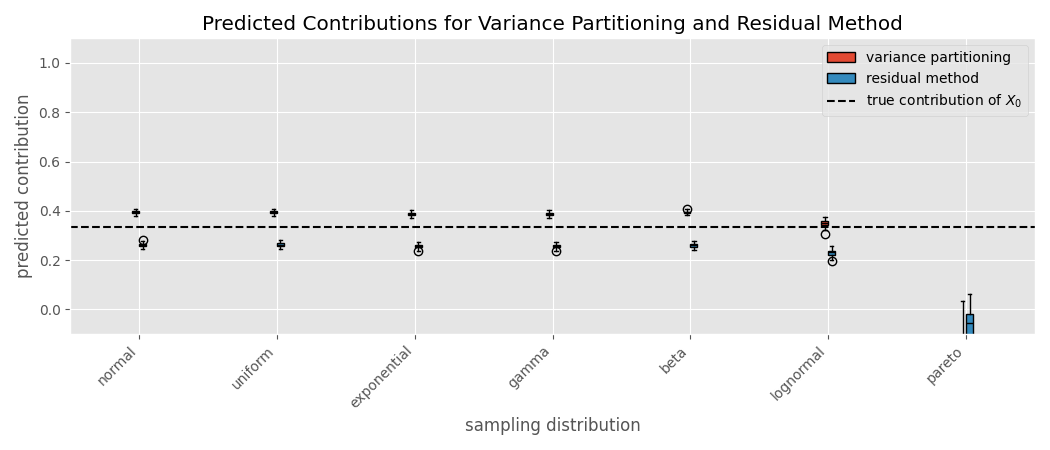 Predicted Contributions for Variance Partitioning and Residual Method
variance partitioning
residual method
true contribution of X₀
predicted contribution
1.0
0.8
0.6
0.4
0.2
0.0
normal
uniform
exponential
gamma
beta
lognormal
pareto
sampling distribution